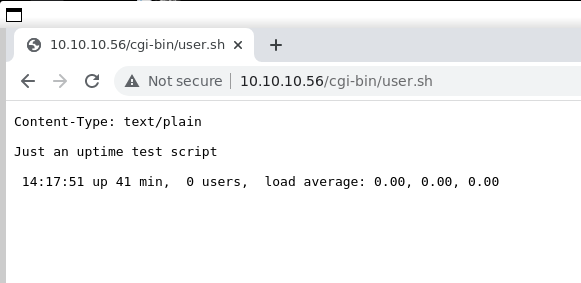 10.10.10.56/cgi-bin/user.sh
Not secure | 10.10.10.56/cgi-bin/user.sh
Content-Type: text/plain
Just an uptime test script
14:17:51 up 41 min,  0 users,  load average: 0.00, 0.00, 0.00